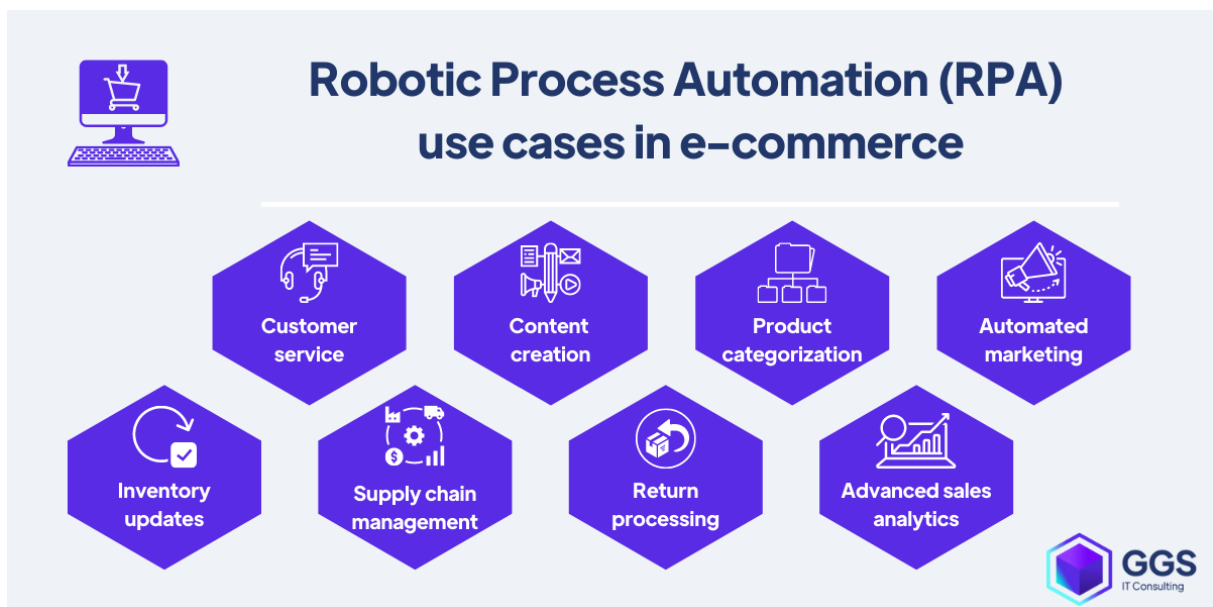 Robotic Process Automation (RPA)
use cases in e-commerce
Customer
service
Content
creation
Product
categorization
Automated
marketing
Inventory
updates
Supply chain
management
Return
processing
Advanced sales
analytics
$
GGS
IT Consulting